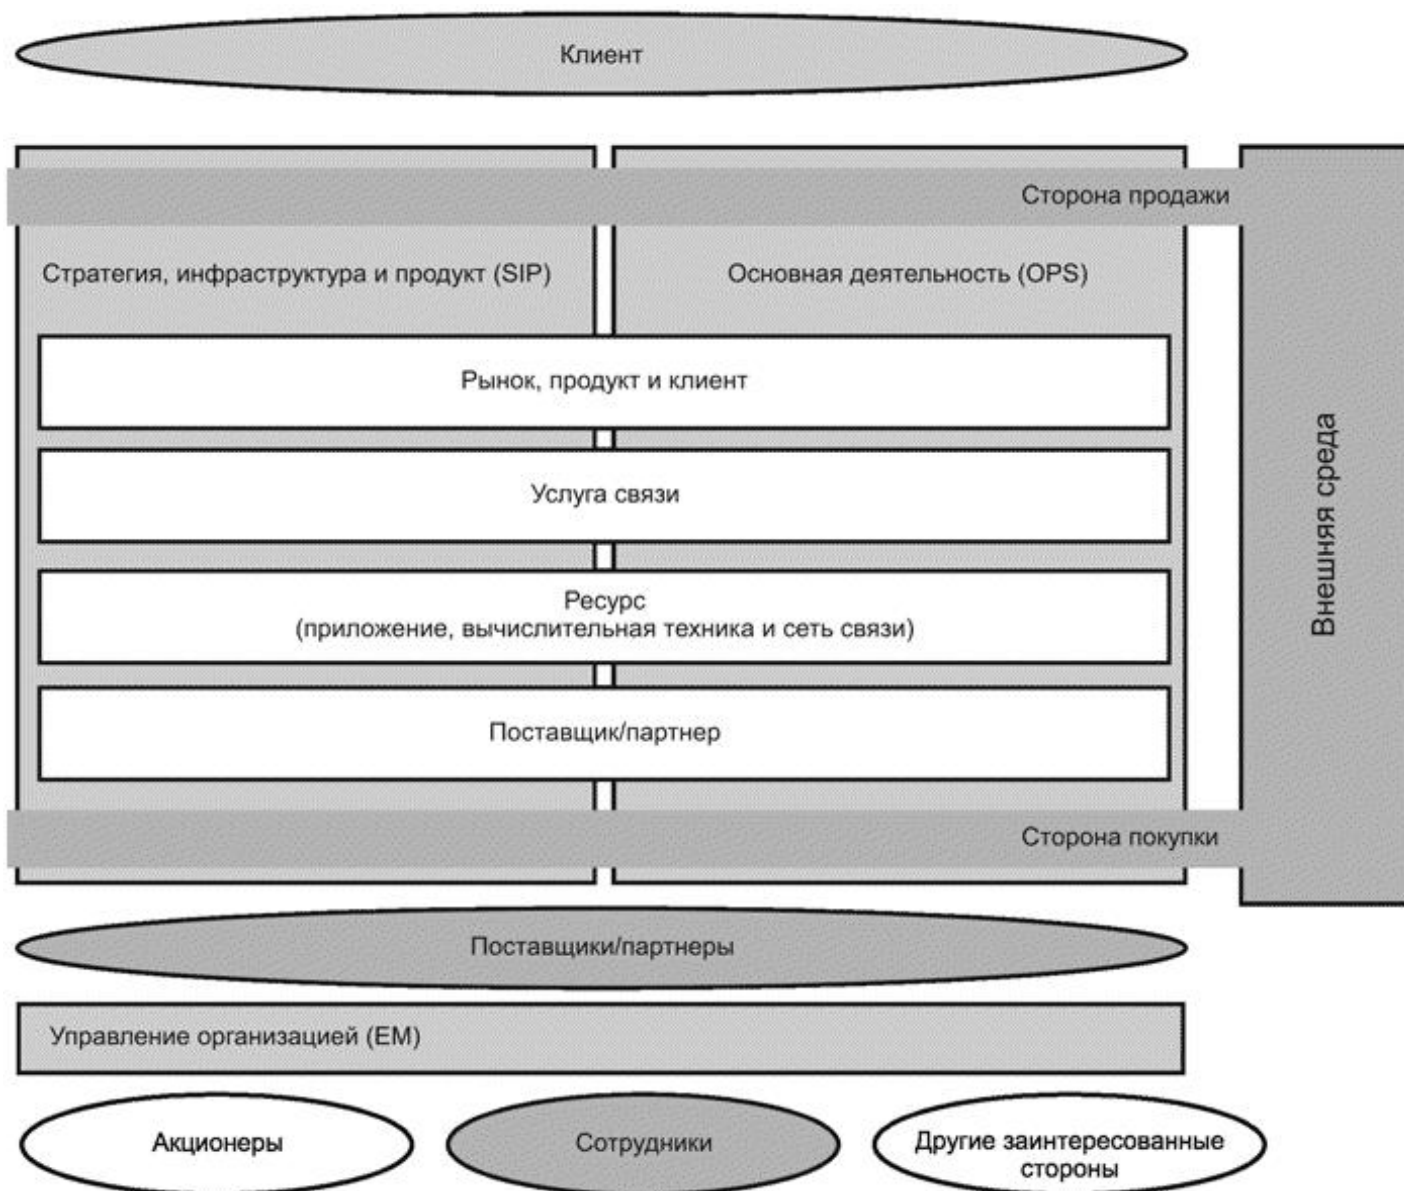 Клиент
Сторона продажи
Стратегия, инфраструктура и продукт (SIP)
Основная деятельность (OPS)
Рынок, продукт и клиент
Услуга связи
Ресурс
(приложение, вычислительная техника и сеть связи)
Поставщик/партнер
Сторона покупки
Внешняя среда
Поставщики/партнеры
Управление организацией (EM)
Акционеры
Сотрудники
Другие заинтересованные
стороны